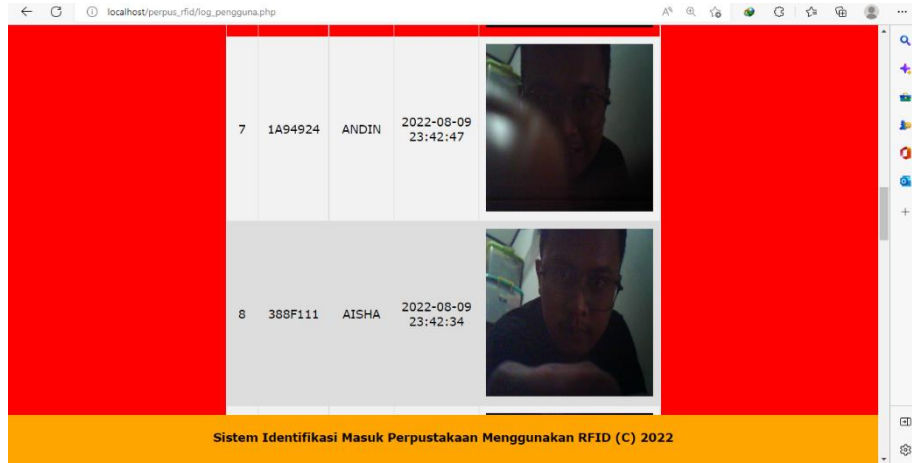 localhost/perpus_rfid/log_pengguna.php
7 1A94924 ANDIN 2022-08-09
23:42:47
8 388F111 AISHA 2022-08-09
23:42:34
Sistem Identifikasi Masuk Perpustakaan Menggunakan RFID (C) 2022